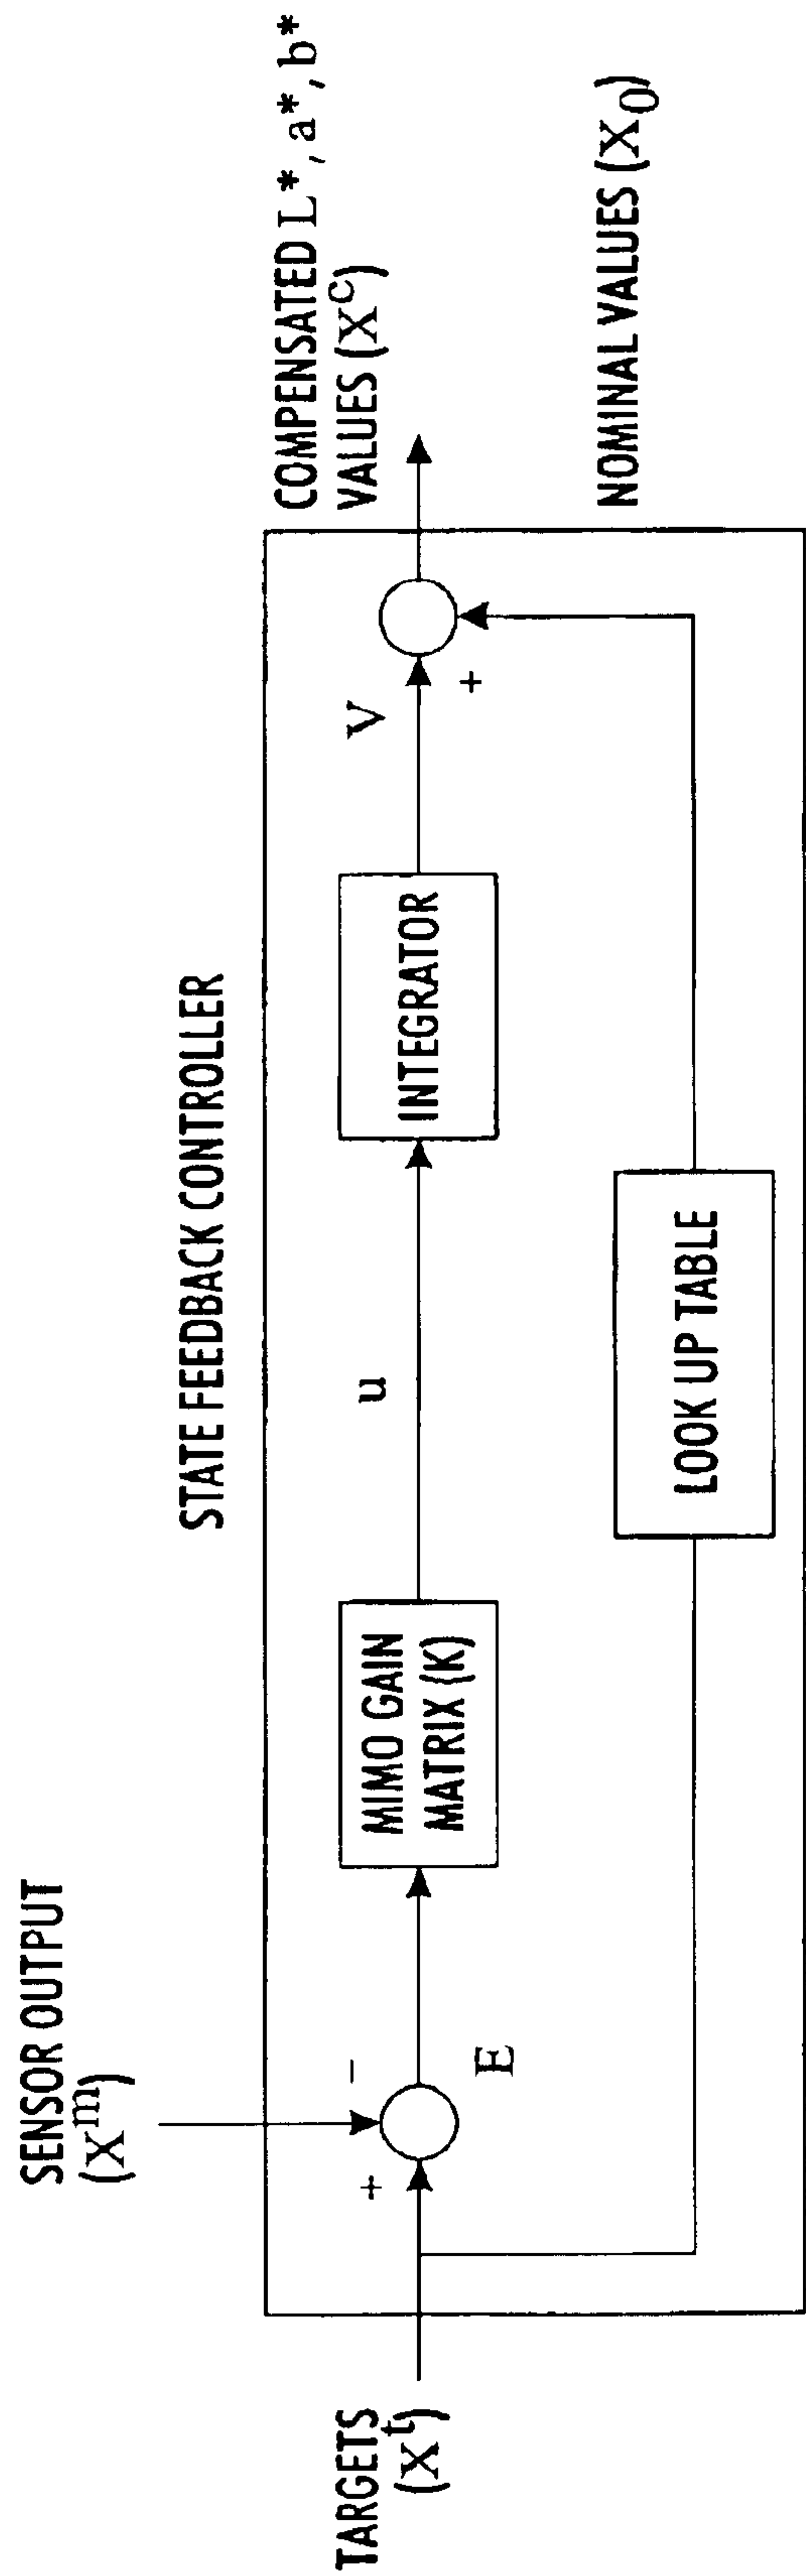 STATE FEEDBACK CONTROLLER
SENSOR OUTPUT
(X^m)
TARGETS
(X^t)
+
−
E
MIMO GAIN
MATRIX (K)
u
INTEGRATOR
V
+
COMPENSATED L*, a*, b*
VALUES (X^c)
LOOK UP TABLE
NOMINAL VALUES (X_0)